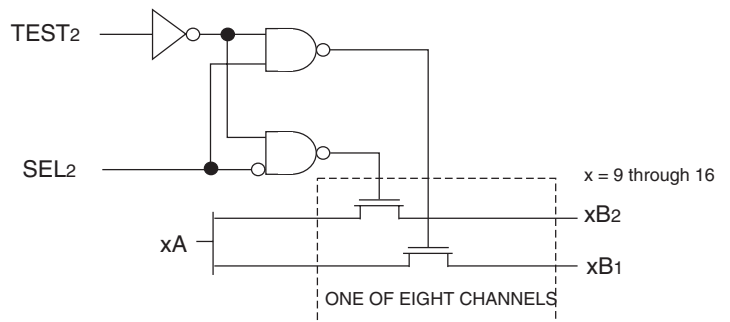 TEST2
SEL2
x = 9 through 16
xB2
xA
xB1
ONE OF EIGHT CHANNELS